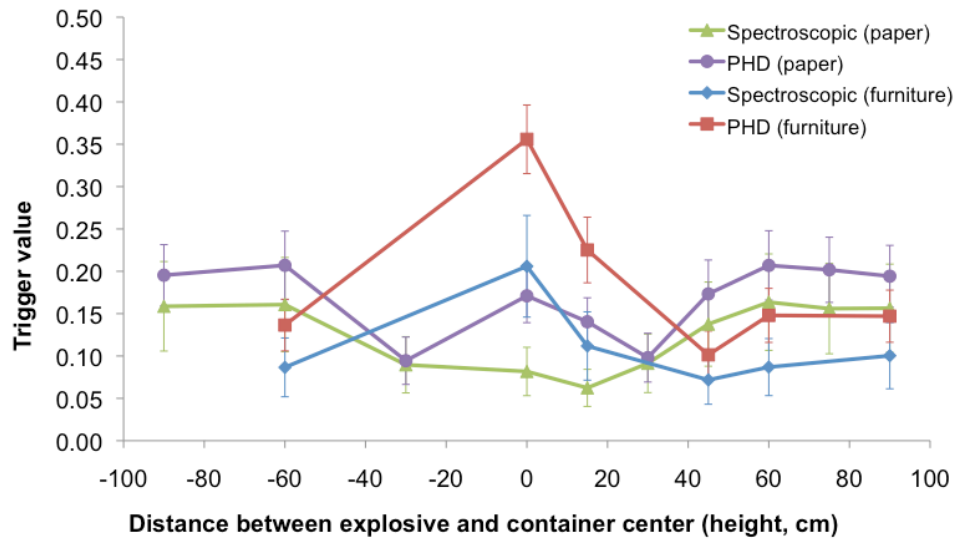 0.50
0.45
0.40
0.35
0.30
0.25
0.20
0.15
0.10
0.05
0.00
Trigger value
Spectroscopic (paper)
PHD (paper)
Spectroscopic (furniture)
PHD (furniture)
-100 -80 -60 -40 -20 0 20 40 60 80 100
Distance between explosive and container center (height, cm)